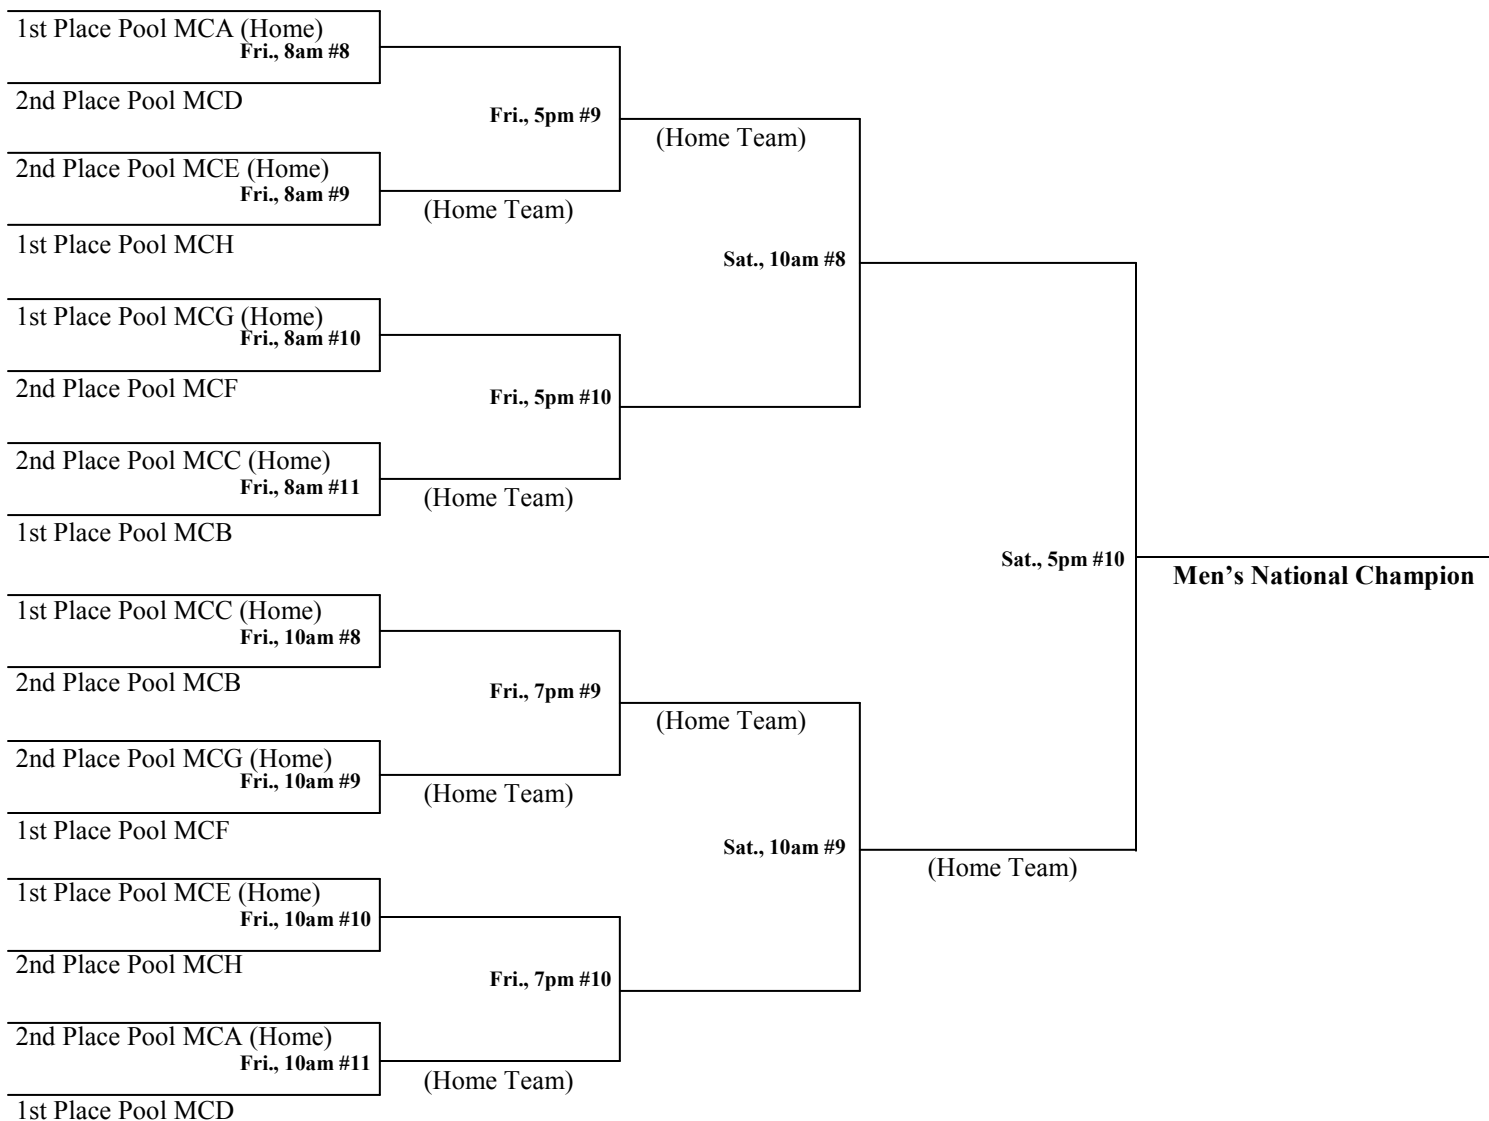 1st Place Pool MCA (Home)
Fri., 8am #8
2nd Place Pool MCD
Fri., 5pm #9
(Home Team)
2nd Place Pool MCE (Home)
Fri., 8am #9
(Home Team)
1st Place Pool MCH
Sat., 10am #8
1st Place Pool MCG (Home)
Fri., 8am #10
2nd Place Pool MCF
Fri., 5pm #10
2nd Place Pool MCC (Home)
Fri., 8am #11
(Home Team)
1st Place Pool MCB
Sat., 5pm #10
Men’s National Champion
1st Place Pool MCC (Home)
Fri., 10am #8
2nd Place Pool MCB
Fri., 7pm #9
(Home Team)
2nd Place Pool MCG (Home)
Fri., 10am #9
(Home Team)
1st Place Pool MCF
Sat., 10am #9
(Home Team)
1st Place Pool MCE (Home)
Fri., 10am #10
2nd Place Pool MCH
Fri., 7pm #10
2nd Place Pool MCA (Home)
Fri., 10am #11
(Home Team)
1st Place Pool MCD